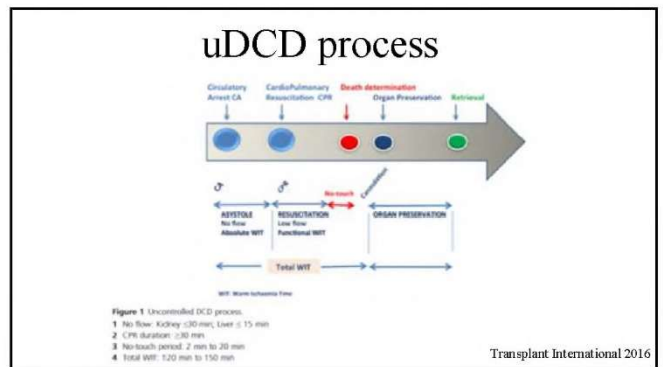 uDCD process
Circulatory Arrest CA
CardioPulmonary Resuscitation CPR
Death determination
Organ Preservation
Retrieval
CA
CPR
No-touch
Cannulation
ASYSTOLE
No flow
Absolute WIT
RESUSCITATION
Low flow
Functional WIT
ORGAN PRESERVATION
Total WIT
WIT: Warm Ischaemia Time
Figure 1 Uncontrolled DCD process.
1 No flow: Kidney ≤30 min; Liver ≤ 15 min
2 CPR duration: ≥30 min
3 No-touch period: 2 min to 20 min
4 Total WIT: 120 min to 150 min
Transplant International 2016